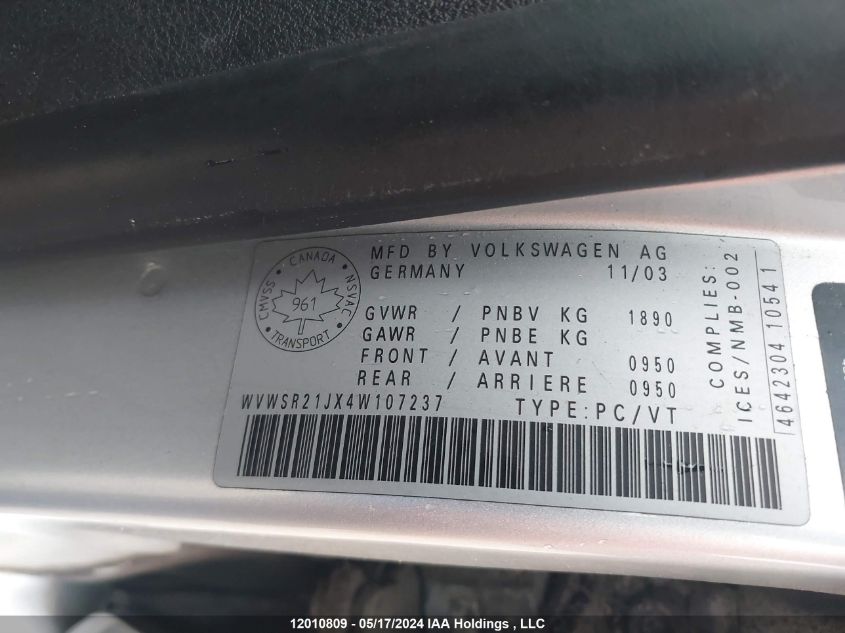 MFD BY VOLKSWAGEN AG
GERMANY 11/03
CANADA
CMVSS NSVAC
961
TRANSPORT
GVWR / PNBV KG 1890
GAWR / PNBE KG
FRONT / AVANT 0950
REAR / ARRIERE 0950
WVWSR21JX4W107237 TYPE:PC/VT
COMPLIES:
ICES/NMB-002
4642304 10541
12010809 - 05/17/2024 IAA Holdings , LLC